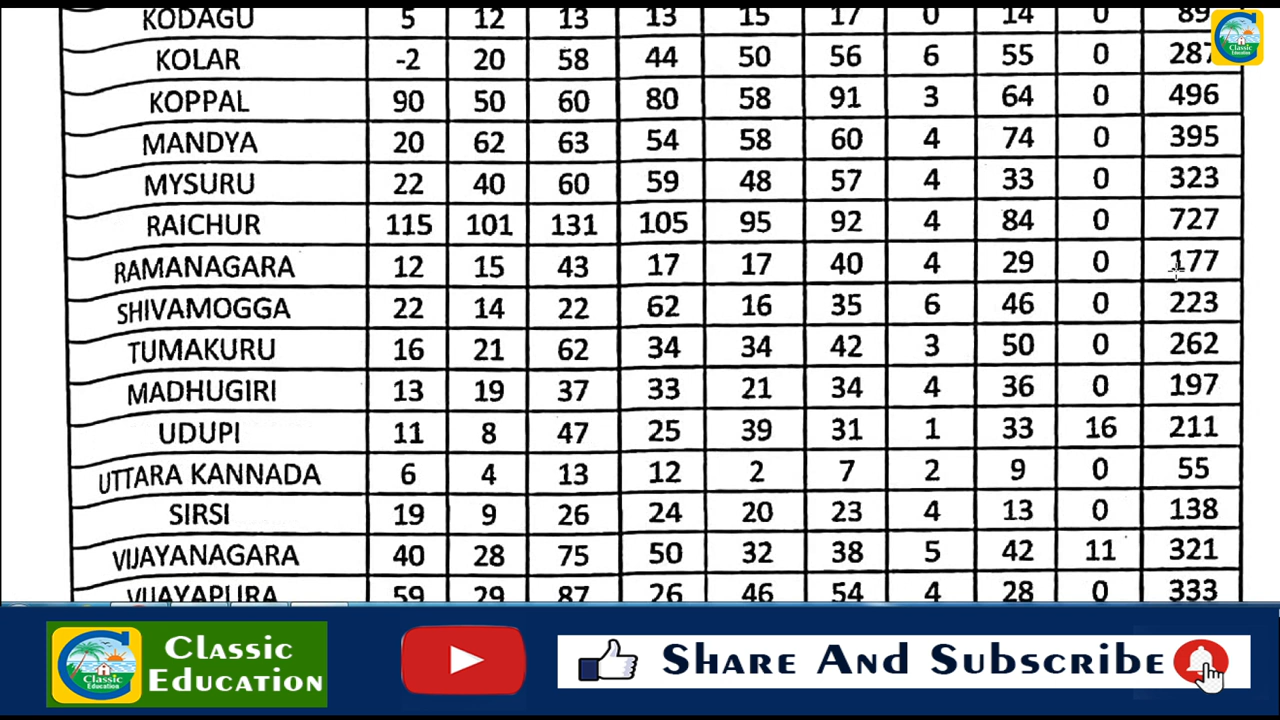 KODAGU 5 12 13 13 15 17 0 14 0 89
KOLAR -2 20 58 44 50 56 6 55 0 287
KOPPAL 90 50 60 80 58 91 3 64 0 496
MANDYA 20 62 63 54 58 60 4 74 0 395
MYSURU 22 40 60 59 48 57 4 33 0 323
RAICHUR 115 101 131 105 95 92 4 84 0 727
RAMANAGARA 12 15 43 17 17 40 4 29 0 177
SHIVAMOGGA 22 14 22 62 16 35 6 46 0 223
TUMAKURU 16 21 62 34 34 42 3 50 0 262
MADHUGIRI 13 19 37 33 21 34 4 36 0 197
UDUPI 11 8 47 25 39 31 1 33 16 211
UTTARA KANNADA 6 4 13 12 2 7 2 9 0 55
SIRSI 19 9 26 24 20 23 4 13 0 138
VIJAYANAGARA 40 28 75 50 32 38 5 42 11 321
VIJAYAPURA 59 29 87 26 46 54 4 28 0 333
Classic
Education
Classic
Education
Classic
Education
Share And Subscribe